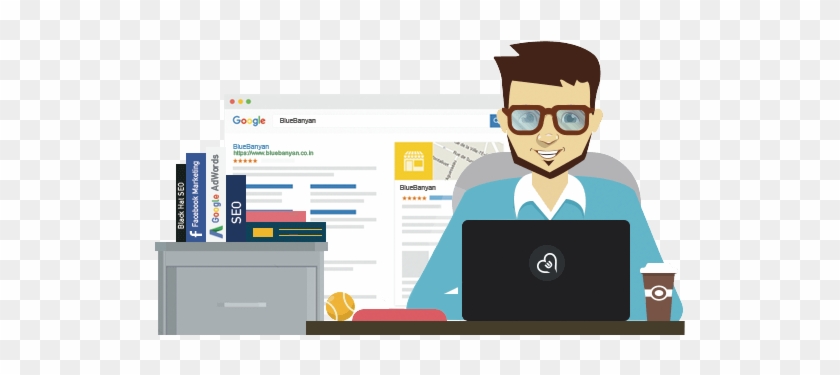 Google BlueBanyan
BlueBanyan
https://www.bluebanyan.co.in
BlueBanyan
Black Hat SEO
f Facebook Marketing
Google AdWords
SEO